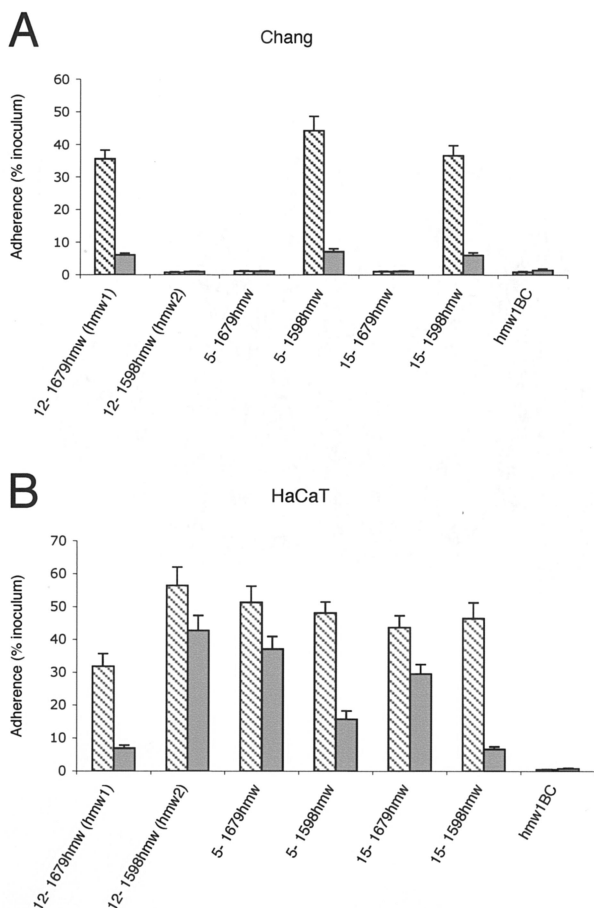 A
Chang
60
50
40
30
20
10
0
Adherence (% inoculum)
12- 1679hmw (hmw1)
12- 1598hmw (hmw2)
5- 1679hmw
5- 1598hmw
15- 1679hmw
15- 1598hmw
hmw1BC
B
HaCaT
70
60
50
40
30
20
10
0
Adherence (% inoculum)
12- 1679hmw (hmw1)
12- 1598hmw (hmw2)
5- 1679hmw
5- 1598hmw
15- 1679hmw
15- 1598hmw
hmw1BC